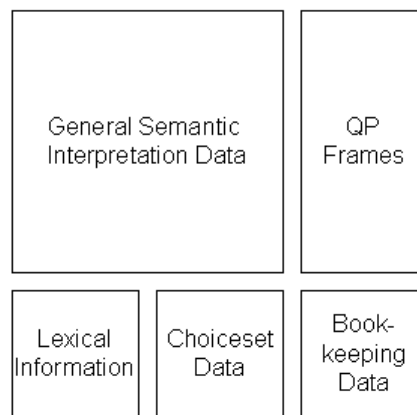 General Semantic
Interpretation Data
QP
Frames
Lexical
Information
Choiceset
Data
Book-
keeping
Data